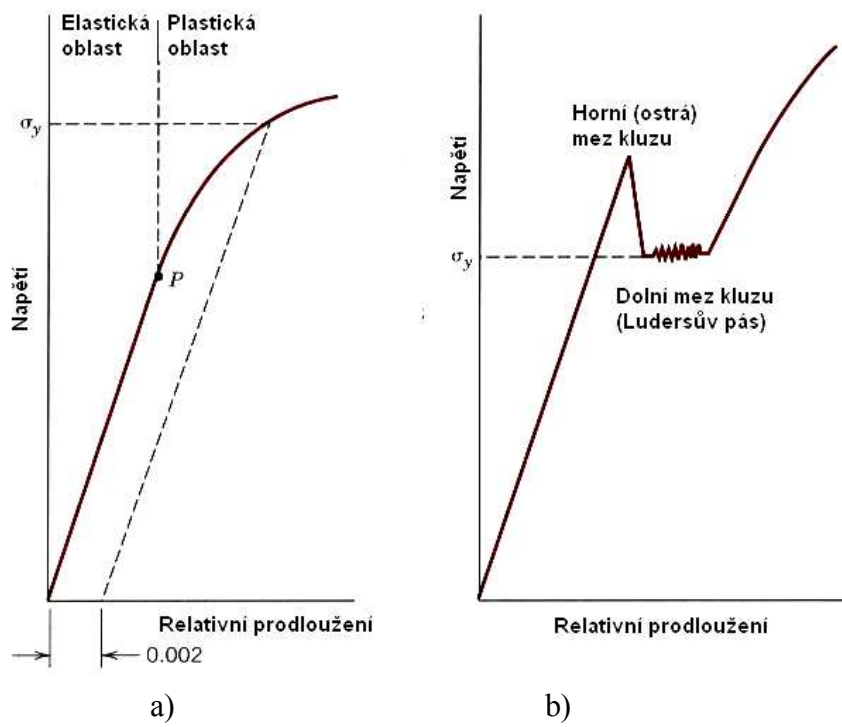 Elastická
oblast
Plastická
oblast
σy
Napětí
P
Relativní prodloužení
0.002
a)
Napětí
Horní (ostrá)
mez kluzu
σy
Dolní mez kluzu
(Ludersův pás)
Relativní prodloužení
b)